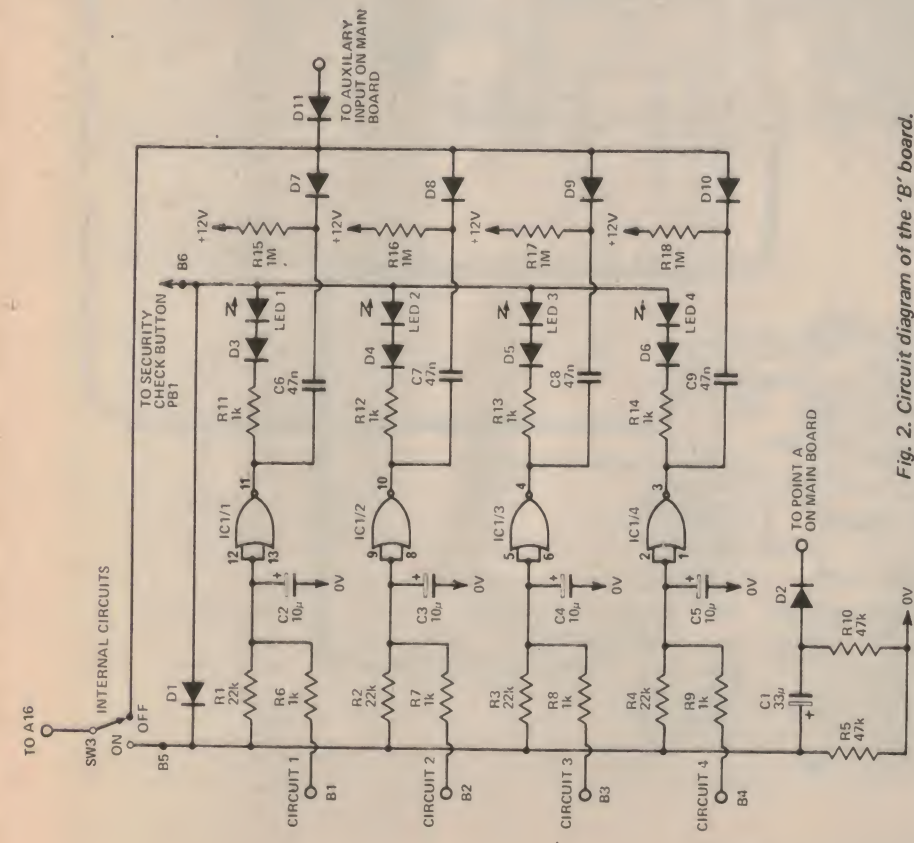 TO A16
SW3
INTERNAL CIRCUITS
ON
OFF
B5
D1
TO SECURITY
CHECK BUTTON
PB1
B6
TO AUXILARY
INPUT ON MAIN
BOARD
D11
CIRCUIT 1
B1
R1
22k
R6
1k
C2
10μ
+
0V
12
13
IC1/1
11
R11
1k
D3
LED 1
C6
47n
+12V
R15
1M
D7
CIRCUIT 2
B2
R2
22k
R7
1k
C3
10μ
+
0V
9
8
IC1/2
10
R12
1k
D4
LED 2
C7
47n
+12V
R16
1M
D8
CIRCUIT 3
B3
R3
22k
R8
1k
C4
10μ
+
0V
5
6
IC1/3
4
R13
1k
D5
LED 3
C8
47n
+12V
R17
1M
D9
CIRCUIT 4
B4
R4
22k
R9
1k
C5
10μ
+
0V
2
1
IC1/4
3
R14
1k
D6
LED 4
C9
47n
+12V
R18
1M
D10
C1
33μ
+
D2
TO POINT A
ON MAIN BOARD
R5
47k
R10
47k
0V
Fig. 2. Circuit diagram of the 'B' board.